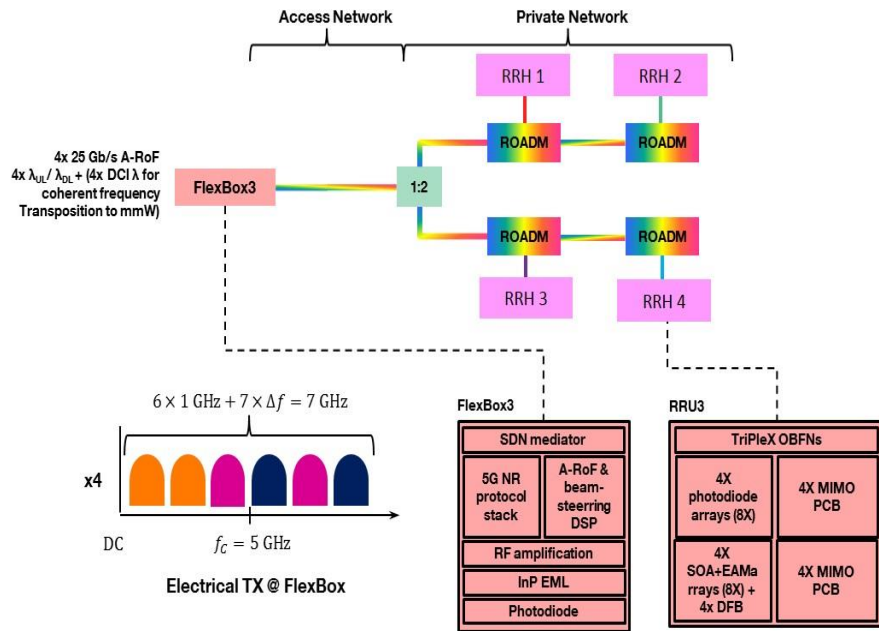 Access Network
Private Network
RRH 1
RRH 2
ROADM
ROADM
4x 25 Gb/s A-RoF
4x λUL/ λDL + (4x DCI λ for
coherent frequency
Transposition to mmW)
FlexBox3
1:2
ROADM
ROADM
RRH 3
RRH 4
6 × 1 GHz + 7 × Δf = 7 GHz
x4
DC
fC = 5 GHz
Electrical TX @ FlexBox
FlexBox3
SDN mediator
5G NR
protocol
stack
A-RoF &
beam-
steerring
DSP
RF amplification
InP EML
Photodiode
RRU3
TriPleX OBFNs
4X
photodiode
arrays (8X)
4X MIMO
PCB
4X
SOA+EAMa
rrays (8X) +
4x DFB
4X MIMO
PCB